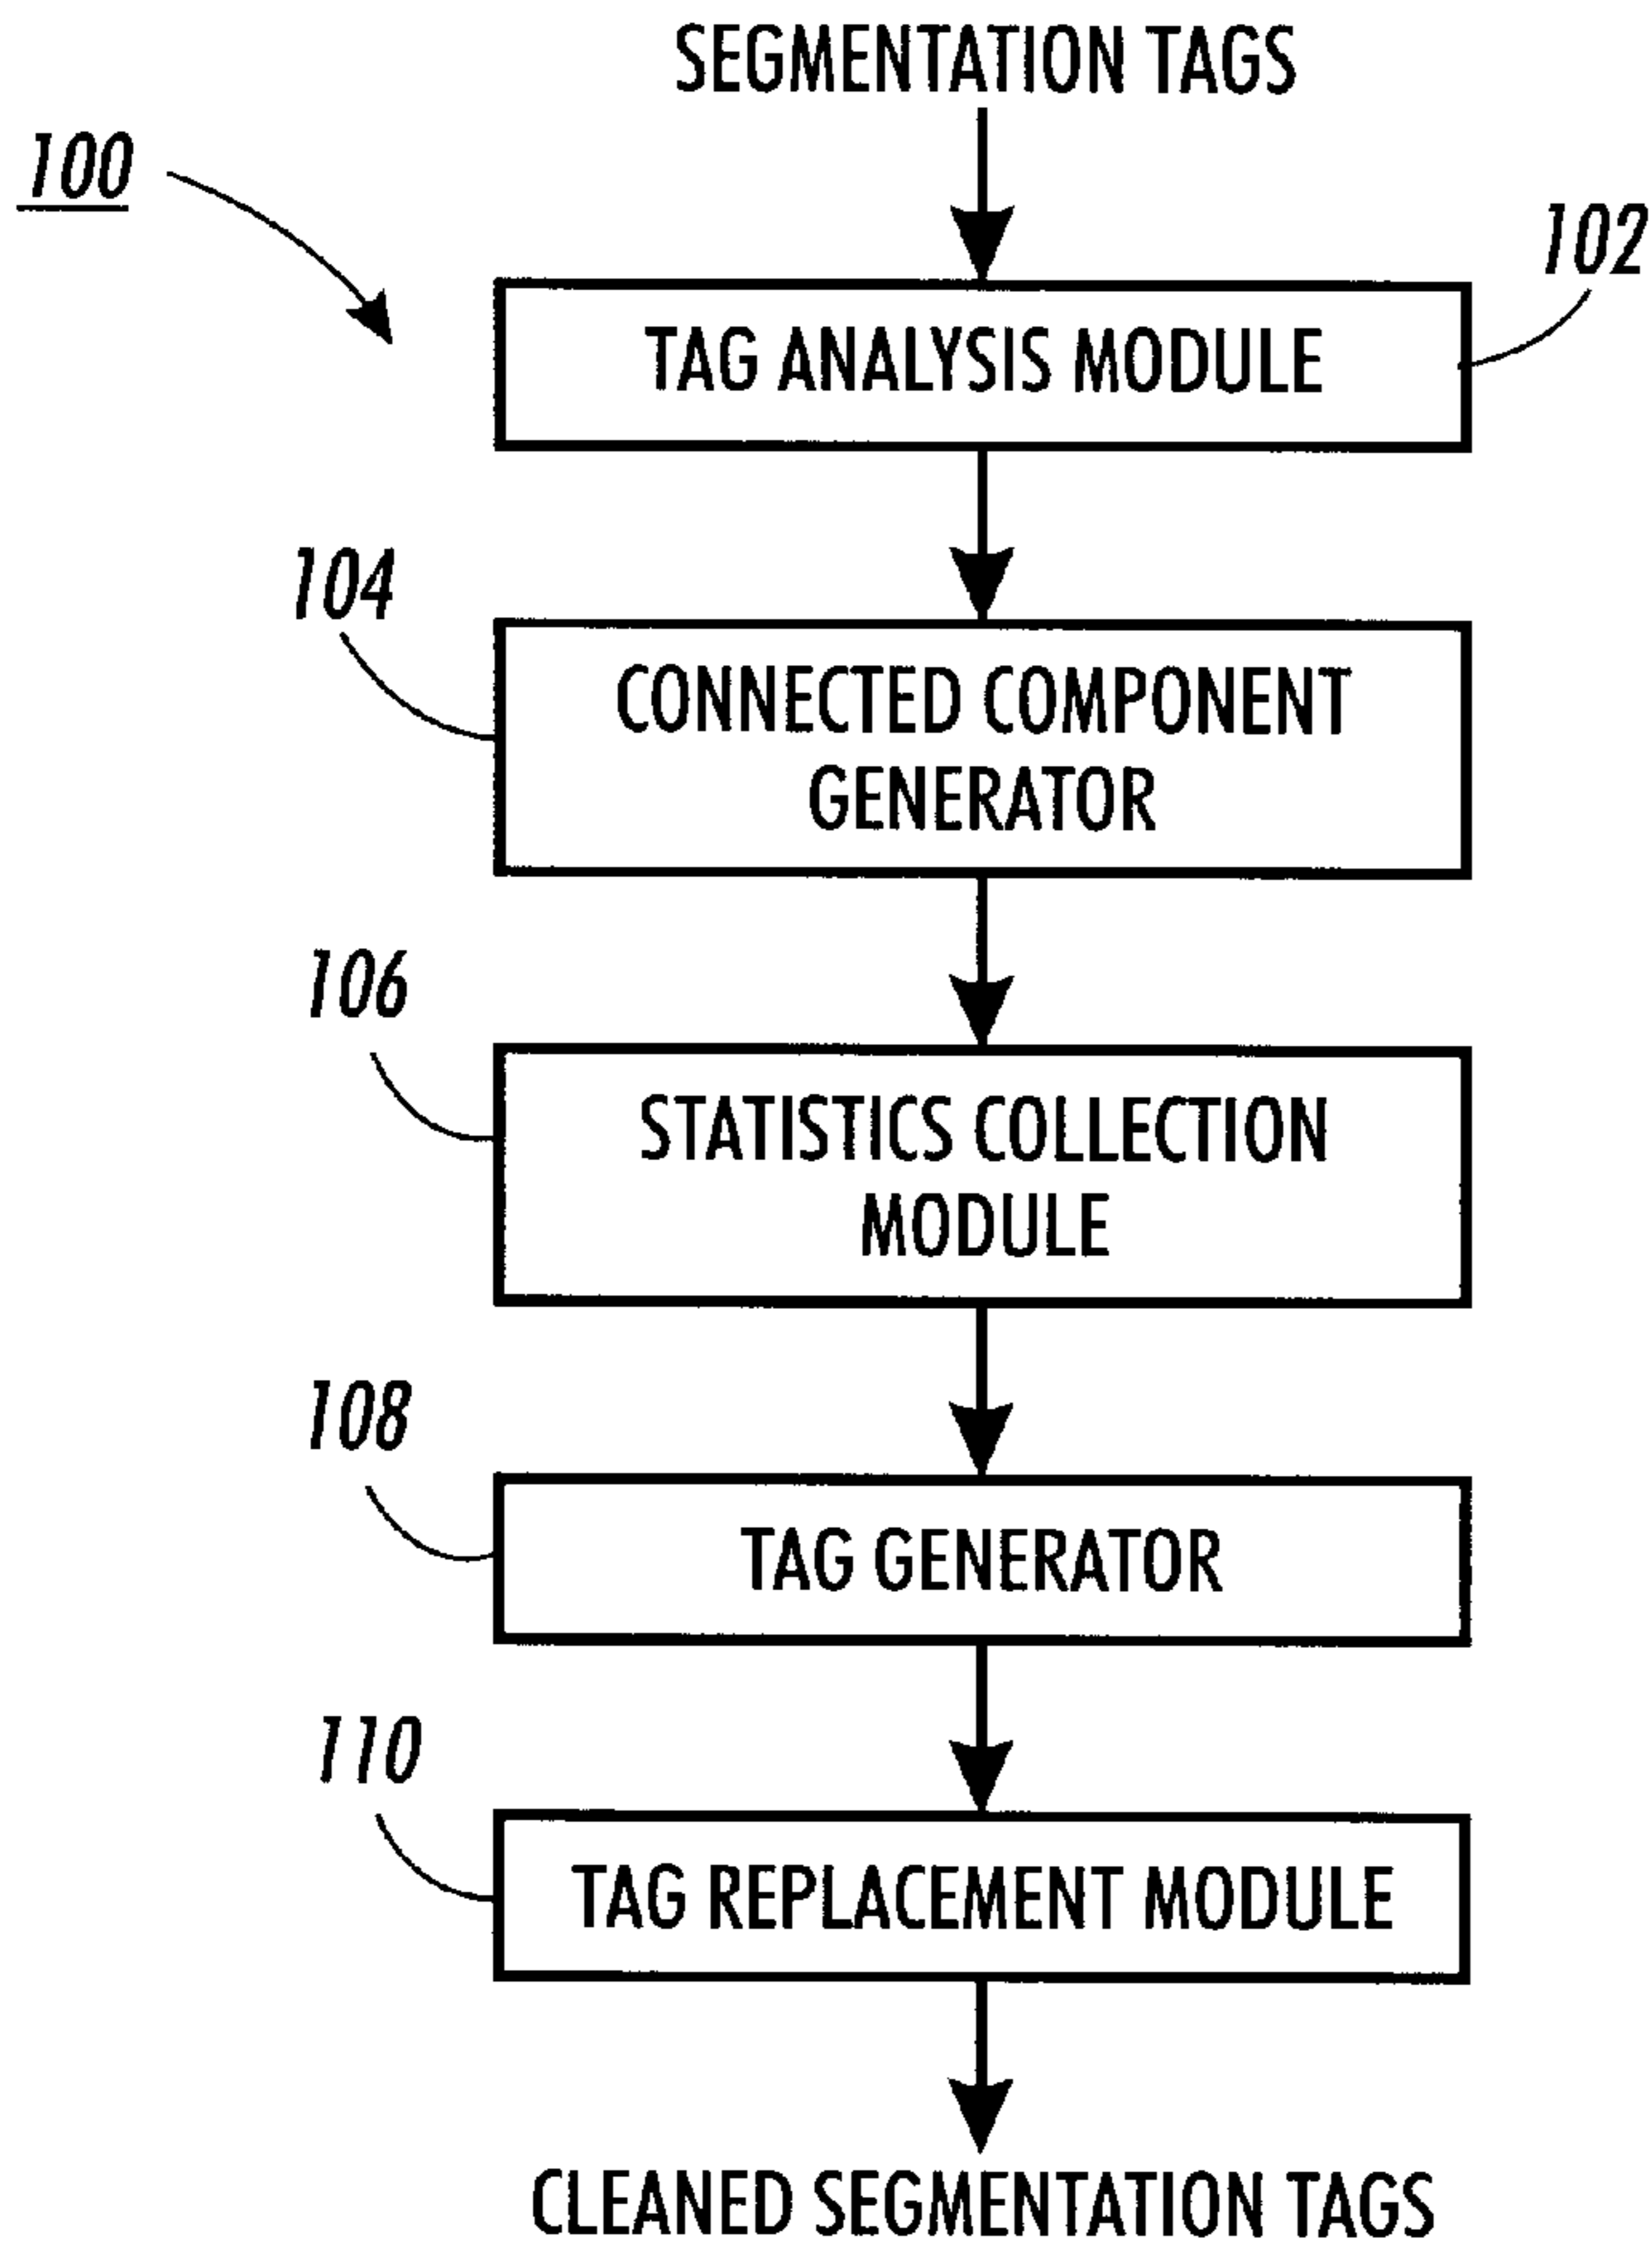 SEGMENTATION TAGS
100
102
TAG ANALYSIS MODULE
104
CONNECTED COMPONENT
GENERATOR
106
STATISTICS COLLECTION
MODULE
108
TAG GENERATOR
110
TAG REPLACEMENT MODULE
CLEANED SEGMENTATION TAGS